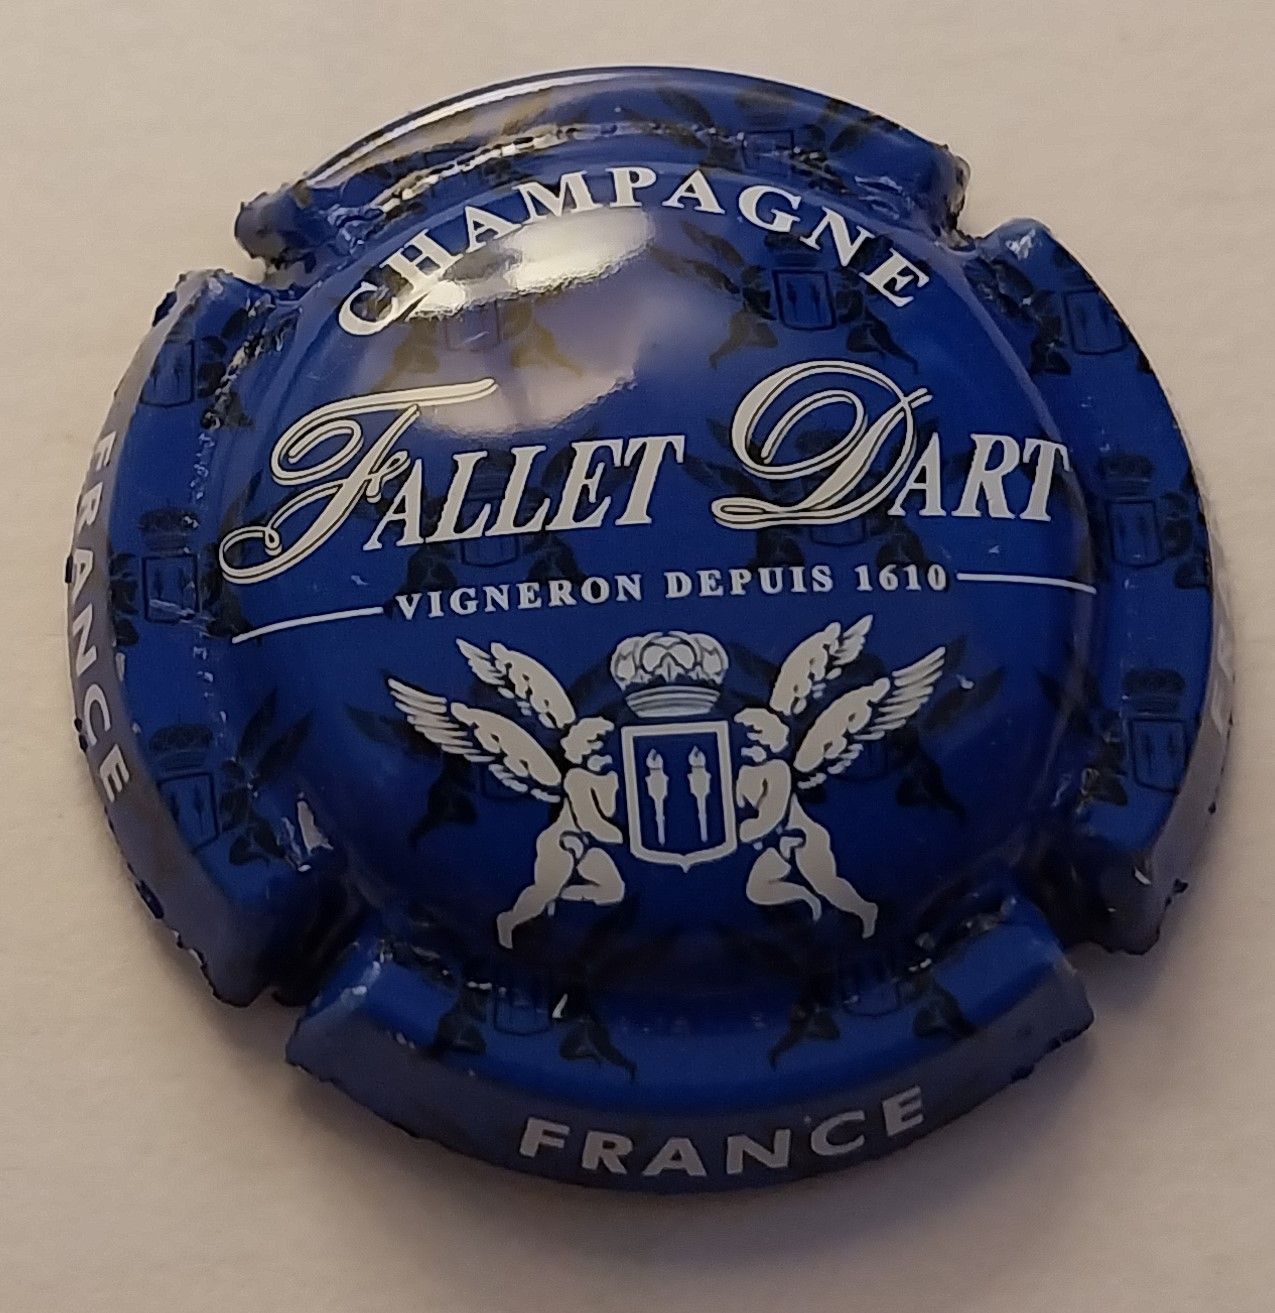 CHAMPAGNE
FALLET DART
VIGNERON DEPUIS 1610
FRANCE
FRANCE